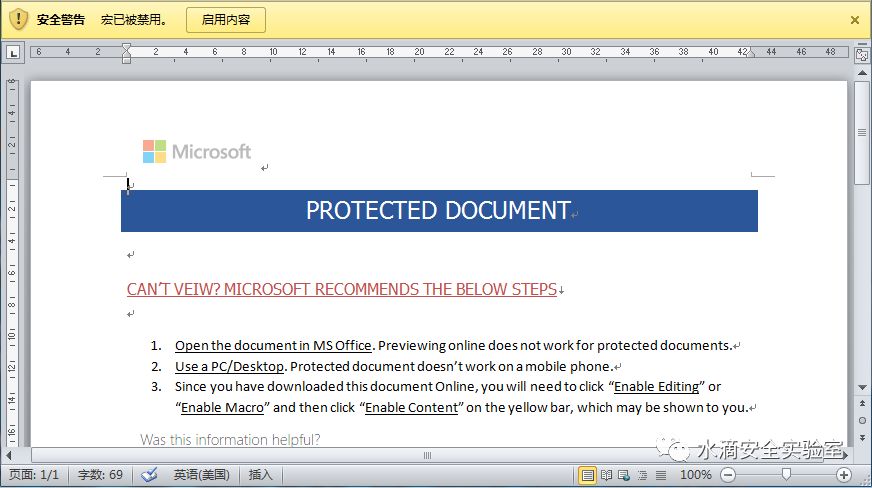 安全警告 宏已被禁用。 启用内容
L 6 4 2 2 4 6 8 10 12 14 16 18 20 22 24 26 28 30 32 34 36 38 40 42 44 46 48
Microsoft
PROTECTED DOCUMENT
CAN'T VEIW? MICROSOFT RECOMMENDS THE BELOW STEPS
1. Open the document in MS Office. Previewing online does not work for protected documents.
2. Use a PC/Desktop. Protected document doesn't work on a mobile phone.
3. Since you have downloaded this document Online, you will need to click “Enable Editing” or
“Enable Macro” and then click “Enable Content” on the yellow bar, which may be shown to you.
Was this information helpful?
水滴安全实验室
页面: 1/1 字数: 69 英语(美国) 插入 100%